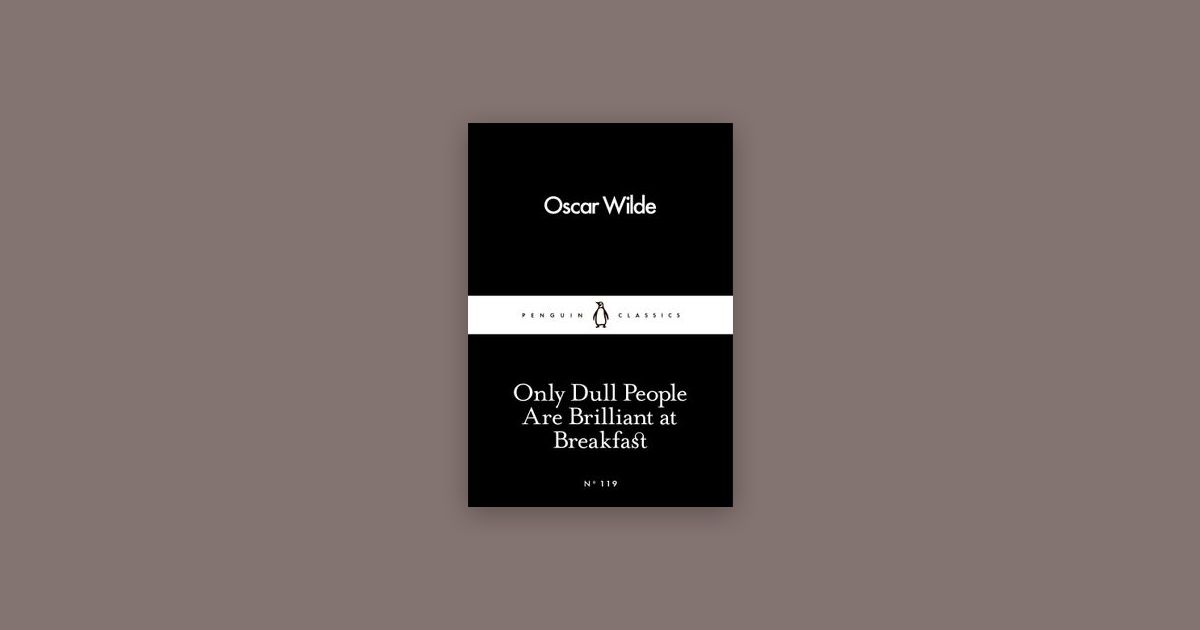 Oscar Wilde
PENGUIN CLASSICS
Only Dull People
Are Brilliant at
Breakfast
Nº 119